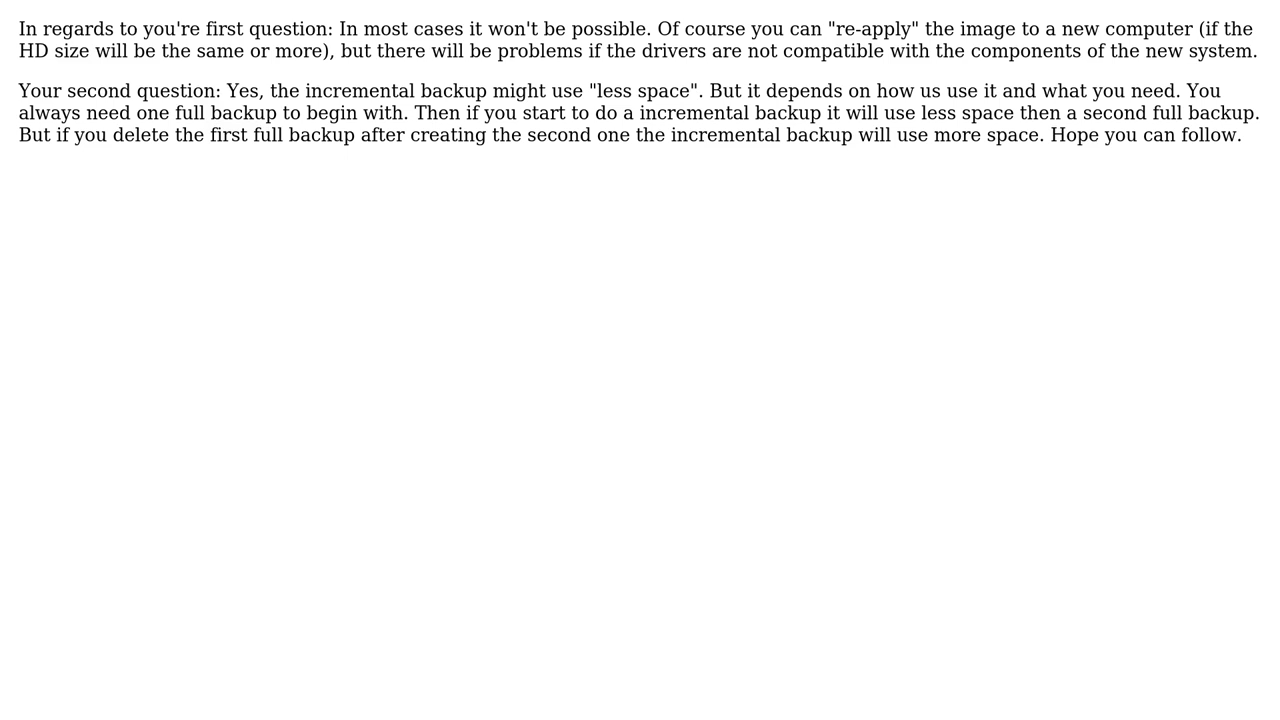 In regards to you're first question: In most cases it won't be possible. Of course you can "re-apply" the image to a new computer (if the
HD size will be the same or more), but there will be problems if the drivers are not compatible with the components of the new system.
Your second question: Yes, the incremental backup might use "less space". But it depends on how us use it and what you need. You
always need one full backup to begin with. Then if you start to do a incremental backup it will use less space then a second full backup.
But if you delete the first full backup after creating the second one the incremental backup will use more space. Hope you can follow.